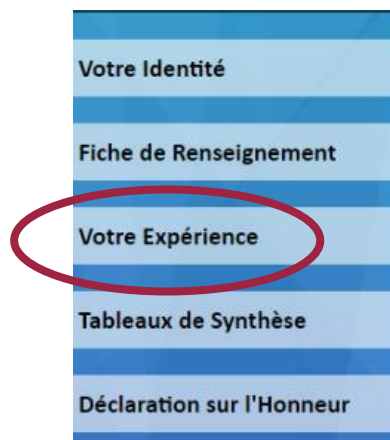 Votre Identité
Fiche de Renseignement
Votre Expérience
Tableaux de Synthèse
Déclaration sur l'Honneur